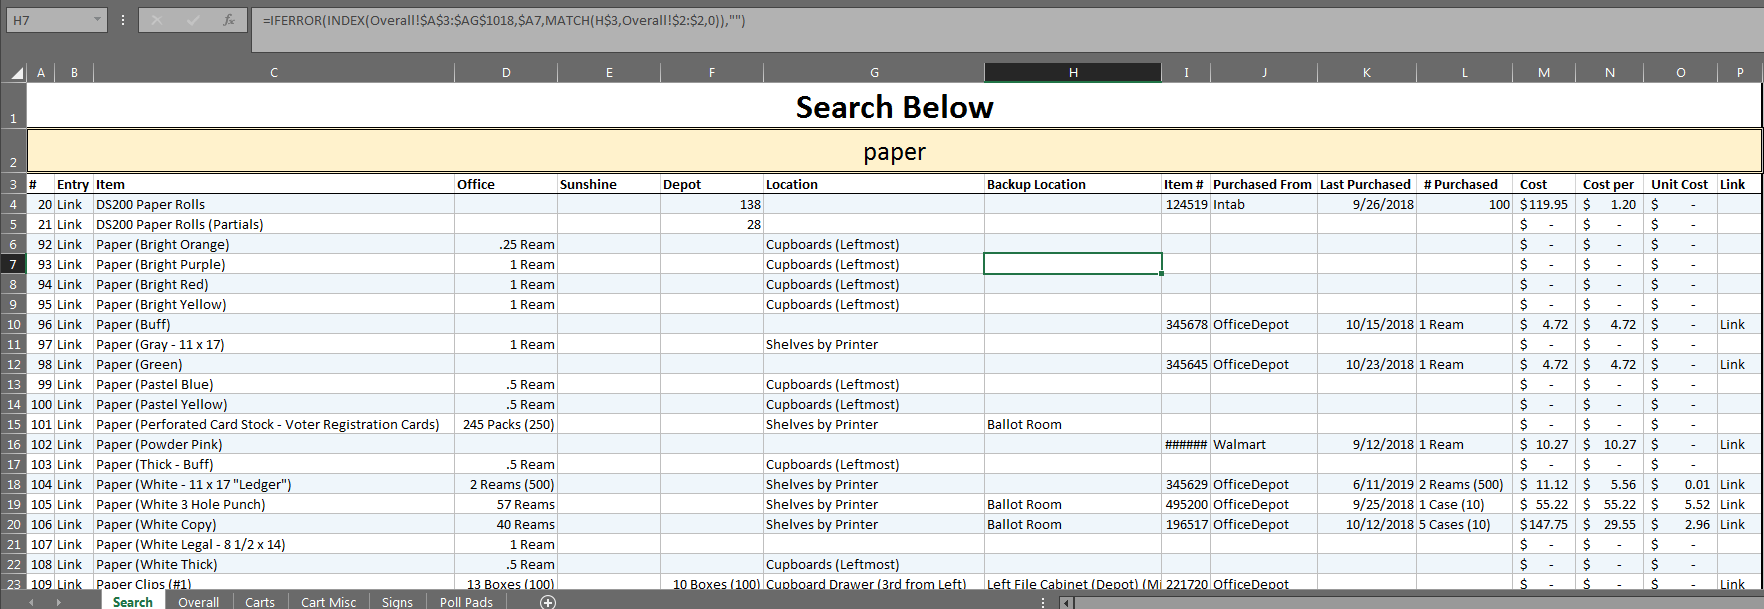 H7 fx =IFERROR(INDEX(Overall!$A$3:$AG$1018,$A7,MATCH(H$3,Overall!$2:$2,0)),"")
A B C D E F G H I J K L M N O P
1 Search Below
2 paper
3 # Entry Item Office Sunshine Depot Location Backup Location Item # Purchased From Last Purchased # Purchased Cost Cost per Unit Cost Link
4 20 Link DS200 Paper Rolls 138 124519 Intab 9/26/2018 100 $119.95 $ 1.20 $ -
5 21 Link DS200 Paper Rolls (Partials) 28 $ - $ - $ -
6 92 Link Paper (Bright Orange) .25 Ream Cupboards (Leftmost) $ - $ - $ -
7 93 Link Paper (Bright Purple) 1 Ream Cupboards (Leftmost) $ - $ - $ -
8 94 Link Paper (Bright Red) 1 Ream Cupboards (Leftmost) $ - $ - $ -
9 95 Link Paper (Bright Yellow) 1 Ream Cupboards (Leftmost) $ - $ - $ -
10 96 Link Paper (Buff) 345678 OfficeDepot 10/15/2018 1 Ream $ 4.72 $ 4.72 $ - Link
11 97 Link Paper (Gray - 11 x 17) 1 Ream Shelves by Printer $ - $ - $ -
12 98 Link Paper (Green) 345645 OfficeDepot 10/23/2018 1 Ream $ 4.72 $ 4.72 $ - Link
13 99 Link Paper (Pastel Blue) .5 Ream Cupboards (Leftmost) $ - $ - $ -
14 100 Link Paper (Pastel Yellow) .5 Ream Cupboards (Leftmost) $ - $ - $ -
15 101 Link Paper (Perforated Card Stock - Voter Registration Cards) 245 Packs (250) Shelves by Printer Ballot Room $ - $ - $ -
16 102 Link Paper (Powder Pink) ###### Walmart 9/12/2018 1 Ream $ 10.27 $ 10.27 $ - Link
17 103 Link Paper (Thick - Buff) .5 Ream Cupboards (Leftmost) $ - $ - $ -
18 104 Link Paper (White - 11 x 17 "Ledger") 2 Reams (500) Shelves by Printer 345629 OfficeDepot 6/11/2019 2 Reams (500) $ 11.12 $ 5.56 $ 0.01 Link
19 105 Link Paper (White 3 Hole Punch) 57 Reams Shelves by Printer Ballot Room 495200 OfficeDepot 9/25/2018 1 Case (10) $ 55.22 $ 55.22 $ 5.52 Link
20 106 Link Paper (White Copy) 40 Reams Shelves by Printer Ballot Room 196517 OfficeDepot 10/12/2018 5 Cases (10) $147.75 $ 29.55 $ 2.96 Link
21 107 Link Paper (White Legal - 8 1/2 x 14) 1 Ream $ - $ - $ -
22 108 Link Paper (White Thick) .5 Ream Cupboards (Leftmost) $ - $ - $ -
23 109 Link Paper Clips (#1) 13 Boxes (100) 10 Boxes (100) Cupboard Drawer (3rd from Left) Left File Cabinet (Depot) (Mi 221720 OfficeDepot $ - $ - $ - Link
Search Overall Carts Cart Misc Signs Poll Pads